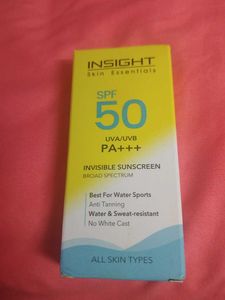 INSIGHT
Skin Essentials
SPF
50
UVA/UVB
PA+++
INVISIBLE SUNSCREEN
BROAD SPECTRUM
Best For Water Sports
Anti Tanning
Water & Sweat-resistant
No White Cast
ALL SKIN TYPES